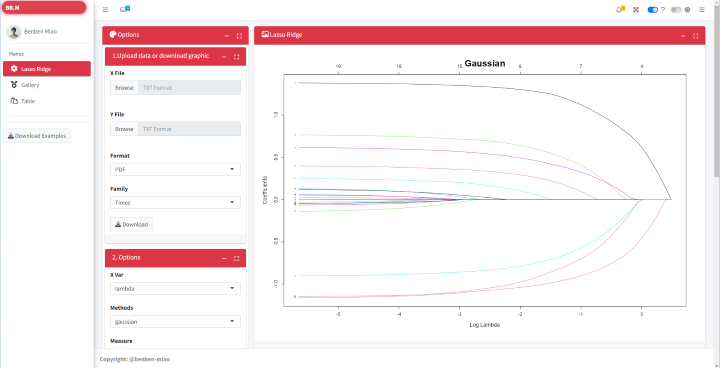 BB.M
Benben Miao
Menus
Lasso Ridge
Gallery
Table
Download Examples
Options
1.Upload data or download graphic
X File
Browse TXT Format
Y File
Browse TXT Format
Format
PDF
Family
Times
Download
2. Options
X Var
lambda
Methods
gaussian
Measure
Lasso Ridge
Gaussian
19 19 15 8 7 4
Coefficients
1.0
0.5
0.0
-0.5
-1.0
-5 -4 -3 -2 -1 0
Log Lambda
Copyright: @benben-miao